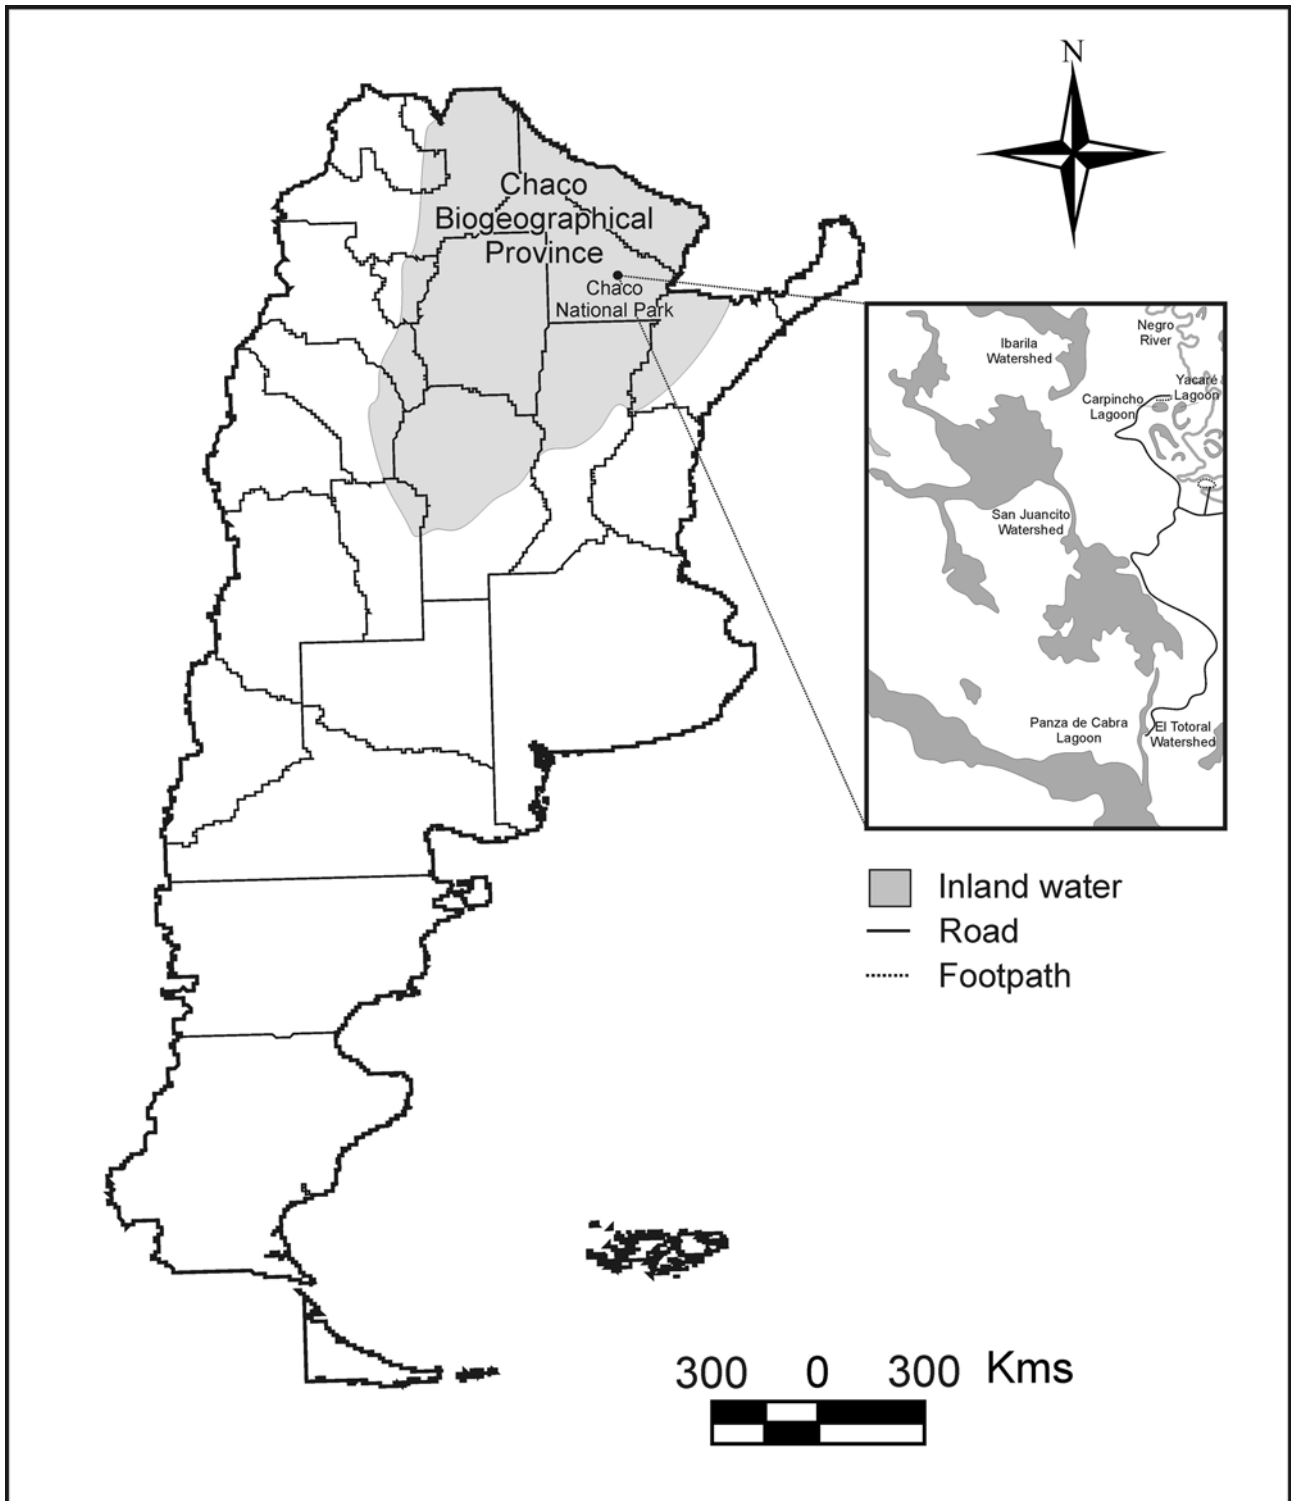 N
Chaco
Biogeographical
Province
Chaco
National Park
Ibarila
Watershed
Negro
River
Yacaré
Lagoon
Carpincho
Lagoon
San Juancito
Watershed
Panza de Cabra
Lagoon
El Totoral
Watershed
Inland water
Road
Footpath
300 0 300 Kms